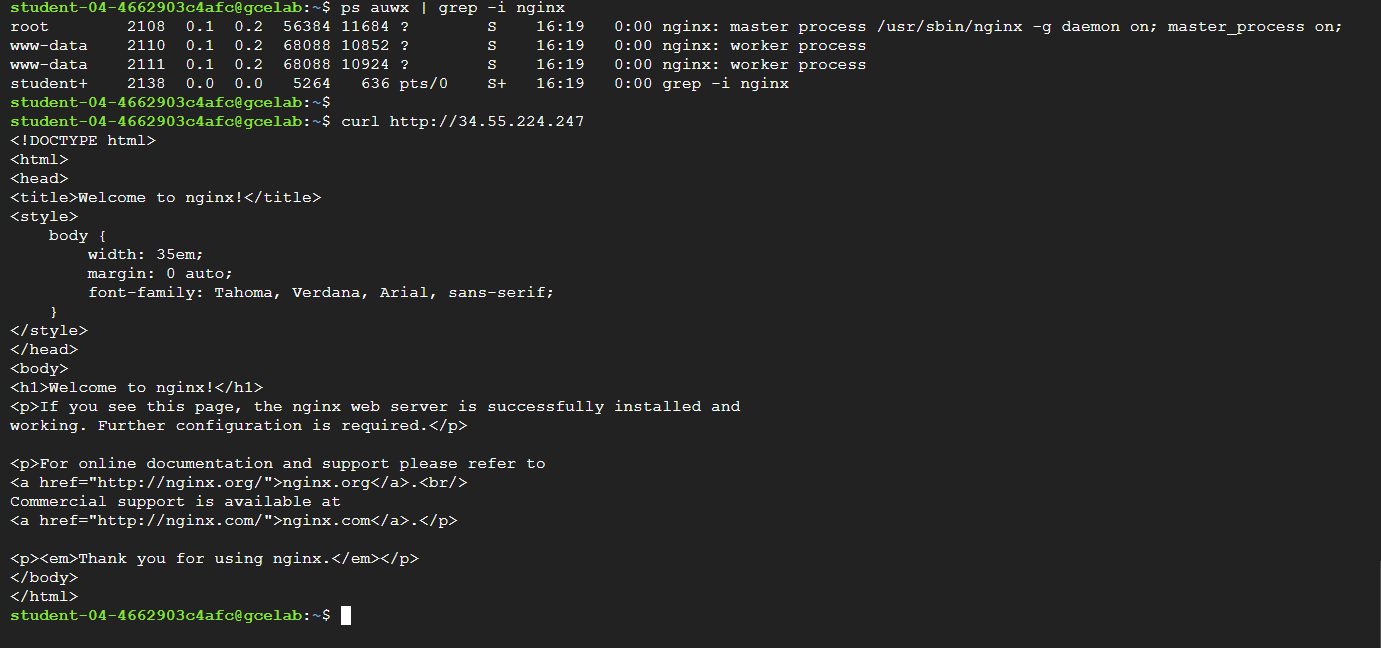 student-04-4662903c4afc@gcelab:~$ ps auwx | grep -i nginx
root        2108  0.1  0.2  56384 11684 ?        S    16:19   0:00 nginx: master process /usr/sbin/nginx -g daemon on; master_process on;
www-data    2110  0.1  0.2  68088 10852 ?        S    16:19   0:00 nginx: worker process
www-data    2111  0.1  0.2  68088 10924 ?        S    16:19   0:00 nginx: worker process
student+    2138  0.0  0.0   5264   636 pts/0    S+   16:19   0:00 grep -i nginx
student-04-4662903c4afc@gcelab:~$
student-04-4662903c4afc@gcelab:~$ curl http://34.55.224.247
<!DOCTYPE html>
<html>
<head>
<title>Welcome to nginx!</title>
<style>
    body {
        width: 35em;
        margin: 0 auto;
        font-family: Tahoma, Verdana, Arial, sans-serif;
    }
</style>
</head>
<body>
<h1>Welcome to nginx!</h1>
<p>If you see this page, the nginx web server is successfully installed and
working. Further configuration is required.</p>

<p>For online documentation and support please refer to
<a href="http://nginx.org/">nginx.org</a>.<br/>
Commercial support is available at
<a href="http://nginx.com/">nginx.com</a>.</p>

<p><em>Thank you for using nginx.</em></p>
</body>
</html>
student-04-4662903c4afc@gcelab:~$